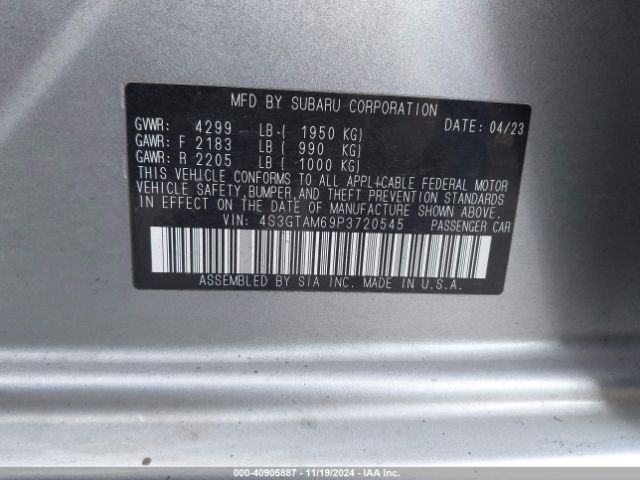 MFD BY SUBARU CORPORATION
GVWR: 4299 LB ( 1950 KG) DATE: 04/23
GAWR: F 2183 LB ( 990 KG)
GAWR: R 2205 LB ( 1000 KG)
THIS VEHICLE CONFORMS TO ALL APPLICABLE FEDERAL MOTOR
VEHICLE SAFETY, BUMPER, AND THEFT PREVENTION STANDARDS
IN EFFECT ON THE DATE OF MANUFACTURE SHOWN ABOVE.
VIN: 4S3GTAM69P3720545 PASSENGER CAR
ASSEMBLED BY SIA INC. MADE IN U.S.A.
000-40905887 - 11/19/2024 - IAA Inc.